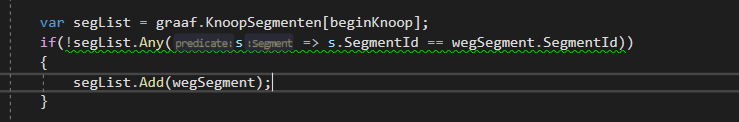 var segList = graaf.KnoopSegmenten[beginKnoop];
if(!segList.Any(predicate:s:Segment => s.SegmentId == wegSegment.SegmentId))
{
segList.Add(wegSegment);
}